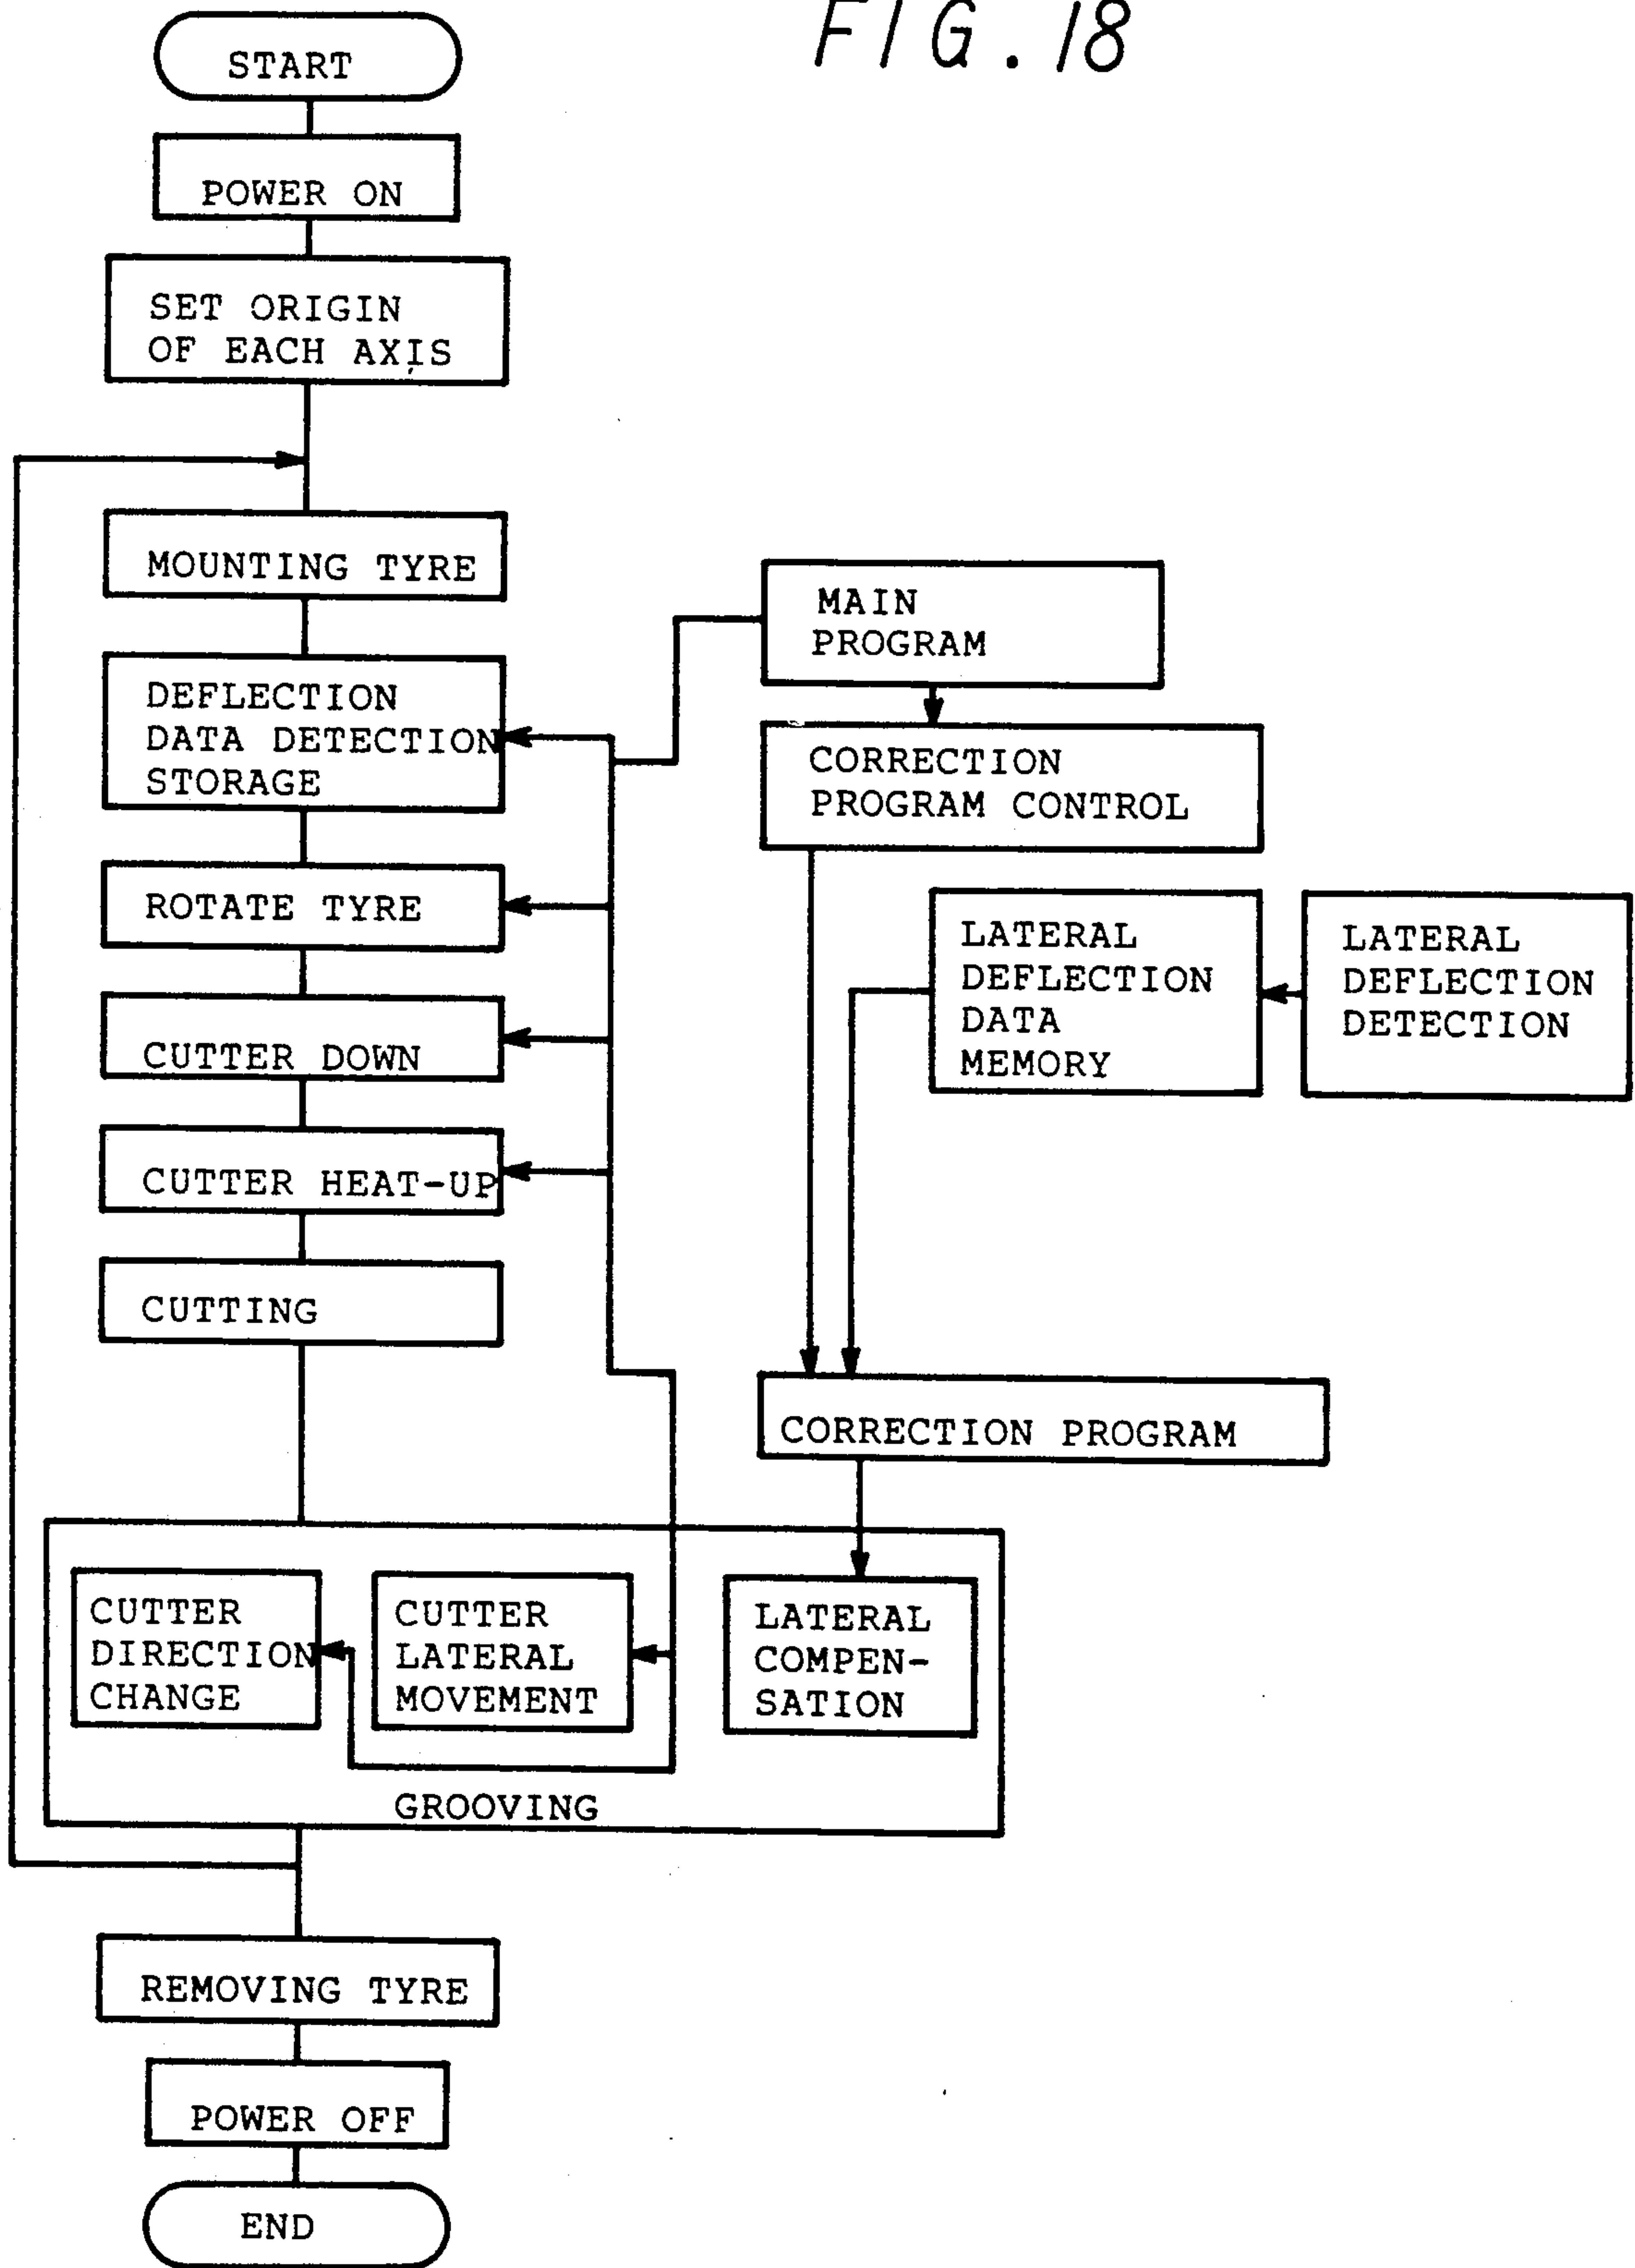 FIG. 18
START
POWER ON
SET ORIGIN
OF EACH AXIS
MOUNTING TYRE
DEFLECTION
DATA DETECTION
STORAGE
ROTATE TYRE
CUTTER DOWN
CUTTER HEAT-UP
CUTTING
MAIN
PROGRAM
CORRECTION
PROGRAM CONTROL
LATERAL
DEFLECTION
DATA
MEMORY
LATERAL
DEFLECTION
DETECTION
CORRECTION PROGRAM
CUTTER
DIRECTION
CHANGE
CUTTER
LATERAL
MOVEMENT
LATERAL
COMPEN-
SATION
GROOVING
REMOVING TYRE
POWER OFF
END